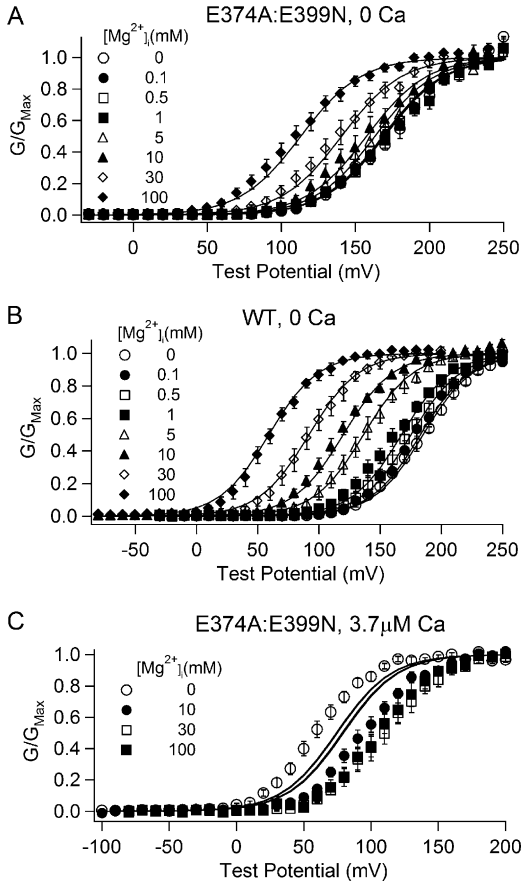 A
E374A:E399N, 0 Ca
[Mg2+]i(mM)
0
0.1
0.5
1
5
10
30
100
G/GMax
1.0
0.8
0.6
0.4
0.2
0.0
0 50 100 150 200 250
Test Potential (mV)
B
WT, 0 Ca
[Mg2+]i(mM)
0
0.1
0.5
1
5
10
30
100
G/GMax
1.0
0.8
0.6
0.4
0.2
0.0
-50 0 50 100 150 200 250
Test Potential (mV)
C
E374A:E399N, 3.7μM Ca
[Mg2+]i(mM)
0
10
30
100
G/GMax
1.0
0.8
0.6
0.4
0.2
0.0
-100 -50 0 50 100 150 200
Test Potential (mV)